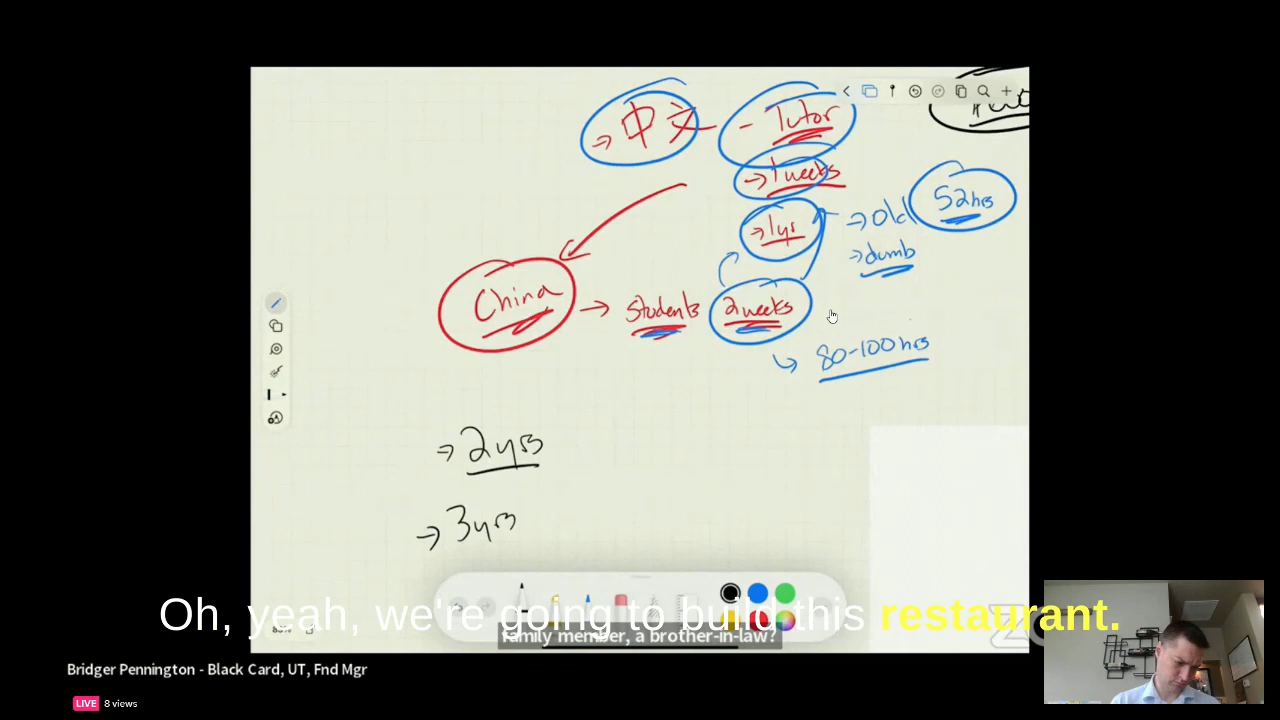 → 中文 - Tutor
→ 1 weeks
52 hrs
→ 1 yr
→ Old
→ dumb
China → students 2 weeks
80-100 hrs
→ 2 yrs
→ 3 yrs
Oh, yeah, we're going to build this restaurant.
family member, a brother-in-law?
Bridger Pennington - Black Card, UT, Fnd Mgr
LIVE 8 views